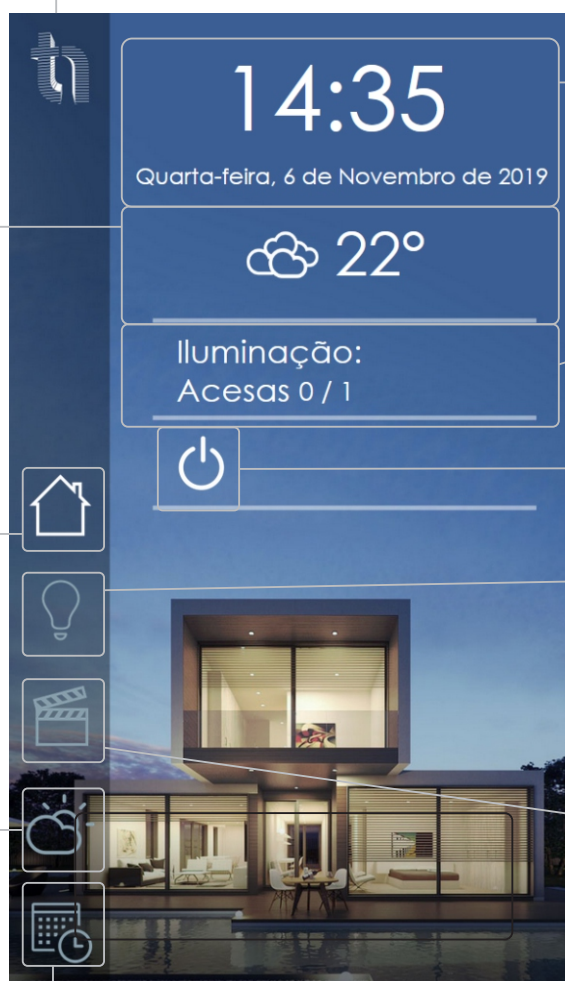 14:35
Quarta-feira, 6 de Novembro de 2019
22°
Iluminação:
Acesas 0 / 1